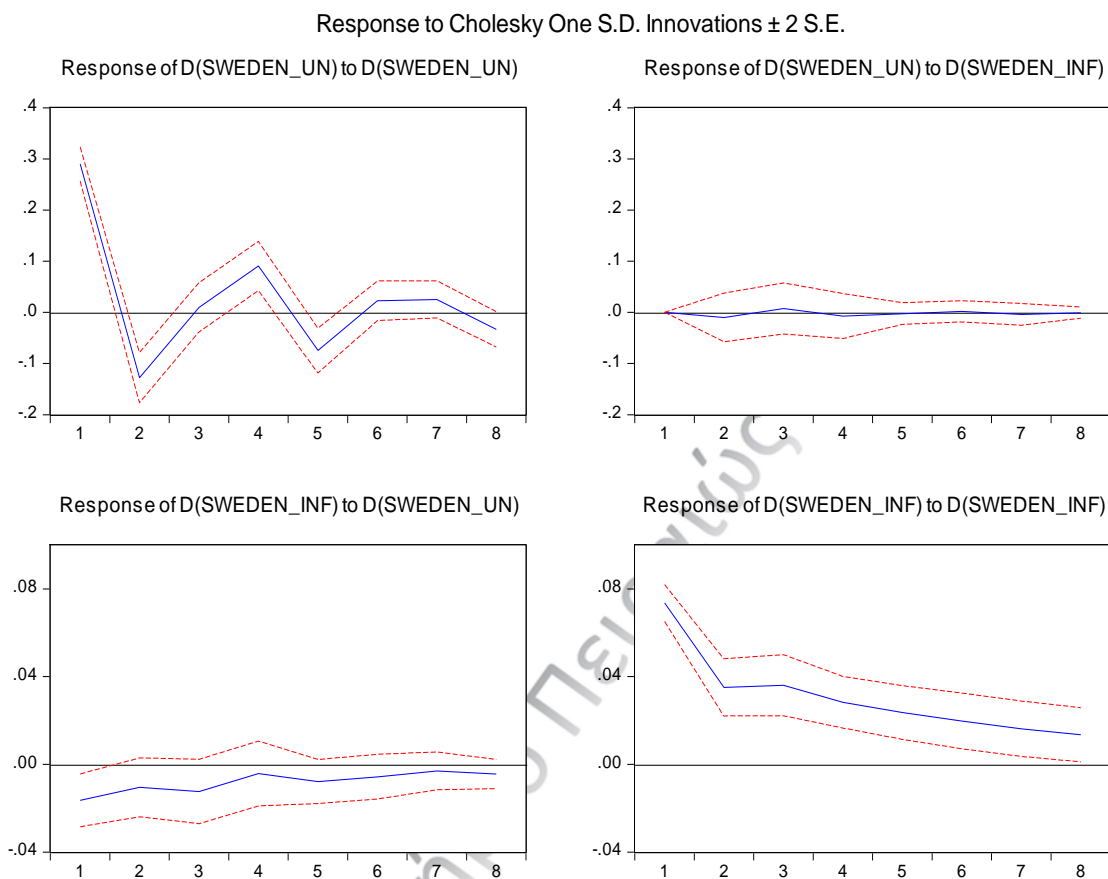 Response to Cholesky One S.D. Innovations ± 2 S.E.
Response of D(SWEDEN_UN) to D(SWEDEN_UN)
.4
.3
.2
.1
.0
-.1
-.2
1 2 3 4 5 6 7 8
Response of D(SWEDEN_UN) to D(SWEDEN_INF)
.4
.3
.2
.1
.0
-.1
-.2
1 2 3 4 5 6 7 8
Response of D(SWEDEN_INF) to D(SWEDEN_UN)
.08
.04
.00
-.04
1 2 3 4 5 6 7 8
Response of D(SWEDEN_INF) to D(SWEDEN_INF)
.08
.04
.00
-.04
1 2 3 4 5 6 7 8